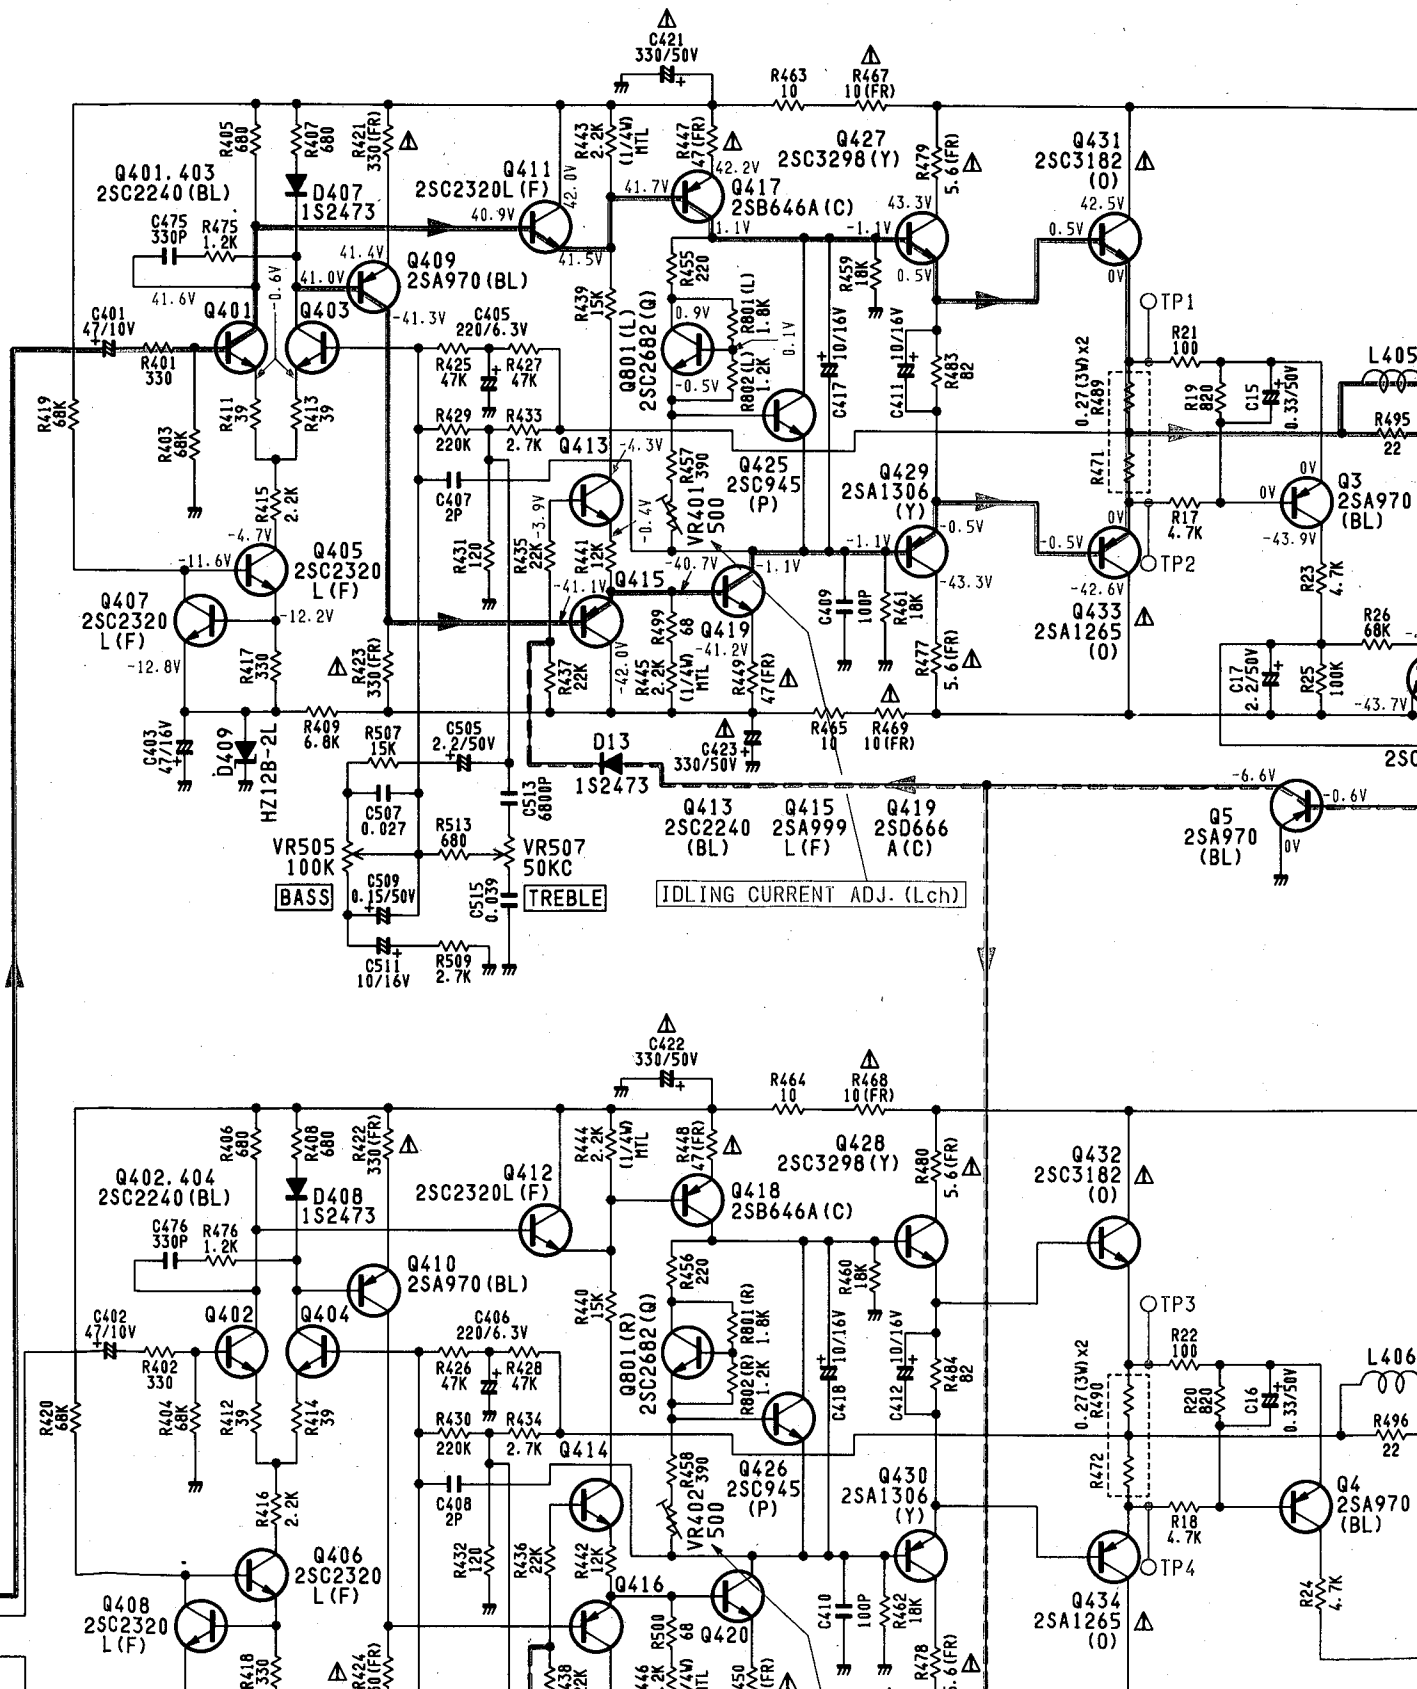 C421
330/50V
R463
10
R467
10(FR)
R405
680
R407
680
R421
330(FR)
R443
2.2K
(1/4W)
MTL
R447
47(FR)
Q427
2SC3298(Y)
R479
5.6(FR)
Q431
2SC3182
(O)
Q401.403
2SC2240(BL)
D407
1S2473
Q411
2SC2320L(F)
42.0V
41.7V
42.2V
Q417
2SB646A(C)
43.3V
42.5V
C475
330P
R475
1.2K
40.9V
41.5V
1.1V
-1.1V
0.5V
41.4V
Q409
2SA970(BL)
41.0V
-0.6V
41.6V
R455
220
R459
18K
0.5V
0V
R439
15K
C401
47/10V
Q401
Q403
-41.3V
C405
220/6.3V
Q801(L)
2SC2682(Q)
0.9V
R801(L)
1.8K
0.1V
TP1
R401
330
R425
47K
R427
47K
-0.5V
R802(L)
1.2K
C417
10/16V
C411
10/16V
R483
82
R21
100
L405
R419
68K
R403
68K
R411
39
R413
39
R429
220K
R433
2.7K
0.27(3W)x2
R489
R471
R19
820
C15
0.33/50V
R495
22
Q413
-4.3V
R457
390
Q425
2SC945
(P)
Q429
2SA1306
(Y)
0V
Q3
2SA970
(BL)
R415
2.2K
C407
2P
-3.9V
-0.4V
VR401
500
-0.5V
0V
R17
4.7K
0V
-43.9V
-4.7V
-11.6V
Q405
2SC2320
L(F)
R431
120
R435
22K
R441
12K
-40.7V
-1.1V
-1.1V
-43.3V
-0.5V
-42.6V
TP2
Q407
2SC2320
L(F)
-12.2V
-41.1V
Q415
Q419
C409
100P
R461
18K
Q433
2SA1265
(O)
R23
4.7K
R26
68K
-12.8V
R417
330
R423
330(FR)
R437
22K
-42.0V
R499
68
R445
2.2K
(1/4W)
MTL
-41.2V
R449
47(FR)
R477
5.6(FR)
C17
2.2/50V
R25
100K
-43.7V
C403
47/16V
D409
HZ12B-2L
R409
6.8K
R507
15K
C505
2.2/50V
D13
1S2473
C423
330/50V
R465
10
R469
10(FR)
2SC
C507
0.027
C513
6800P
Q413
2SC2240
(BL)
Q415
2SA999
L(F)
Q419
2SD666
A(C)
-6.6V
Q5
2SA970
(BL)
-0.6V
0V
VR505
100K
R513
680
VR507
50KC
BASS
C509
0.15/50V
C515
0.039
TREBLE
IDLING CURRENT ADJ.(Lch)
C511
10/16V
R509
2.7K
C422
330/50V
R464
10
R468
10(FR)
R406
680
R408
680
R422
330(FR)
R444
2.2K
(1/4W)
MTL
R448
47(FR)
Q428
2SC3298(Y)
R480
5.6(FR)
Q432
2SC3182
(O)
Q402.404
2SC2240(BL)
D408
1S2473
Q412
2SC2320L(F)
Q418
2SB646A(C)
C476
330P
R476
1.2K
Q410
2SA970(BL)
R456
220
R460
18K
R440
15K
C402
47/10V
Q402
Q404
C406
220/6.3V
Q801(R)
2SC2682(Q)
R801(R)
1.8K
TP3
R402
330
R426
47K
R428
47K
R802(R)
1.2K
C418
10/16V
C412
10/16V
R484
82
R22
100
L406
R420
68K
R404
68K
R412
39
R414
39
R430
220K
R434
2.7K
0.27(3W)x2
R490
R472
R20
820
C16
0.33/50V
R496
22
Q414
R458
390
Q426
2SC945
(P)
Q430
2SA1306
(Y)
Q4
2SA970
(BL)
R416
2.2K
C408
2P
VR402
500
R18
4.7K
Q406
2SC2320
L(F)
R432
120
R436
22K
R442
12K
TP4
Q408
2SC2320
L(F)
Q416
Q420
C410
100P
R462
18K
Q434
2SA1265
(O)
R24
4.7K
R418
330
R424
30(FR)
438
22K
R500
68
446
.2K
/4W)
MTL
450
(FR)
R478
5.6(FR)